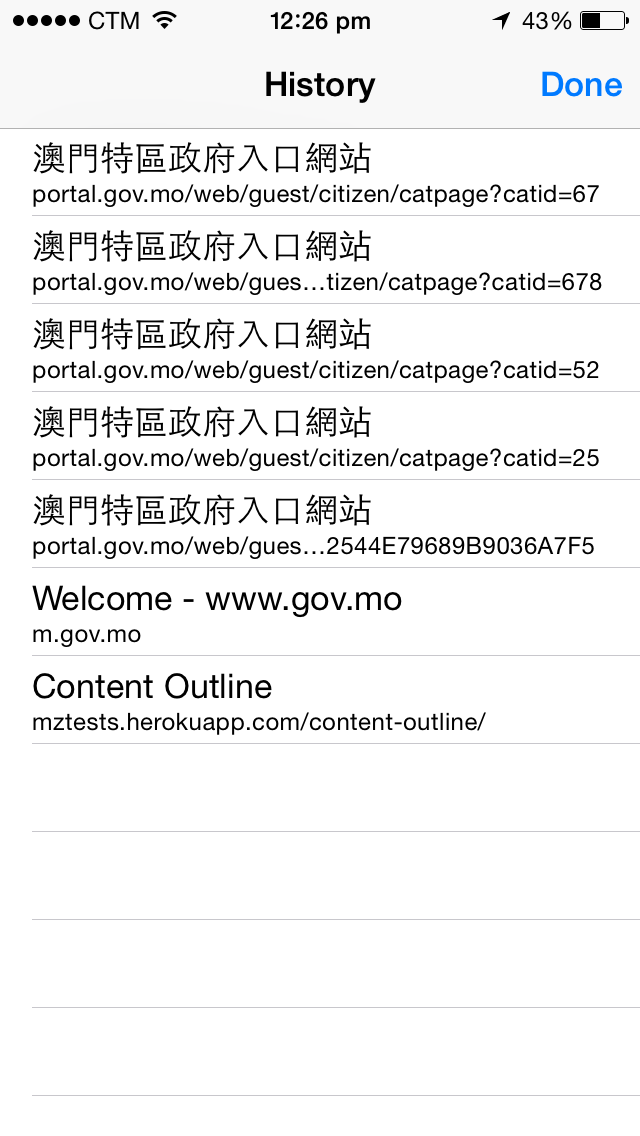 CTM 12:26 pm 43%
History Done
澳門特區政府入口網站
portal.gov.mo/web/guest/citizen/catpage?catid=67
澳門特區政府入口網站
portal.gov.mo/web/gues...tizen/catpage?catid=678
澳門特區政府入口網站
portal.gov.mo/web/guest/citizen/catpage?catid=52
澳門特區政府入口網站
portal.gov.mo/web/guest/citizen/catpage?catid=25
澳門特區政府入口網站
portal.gov.mo/web/gues...2544E79689B9036A7F5
Welcome - www.gov.mo
m.gov.mo
Content Outline
mztests.herokuapp.com/content-outline/